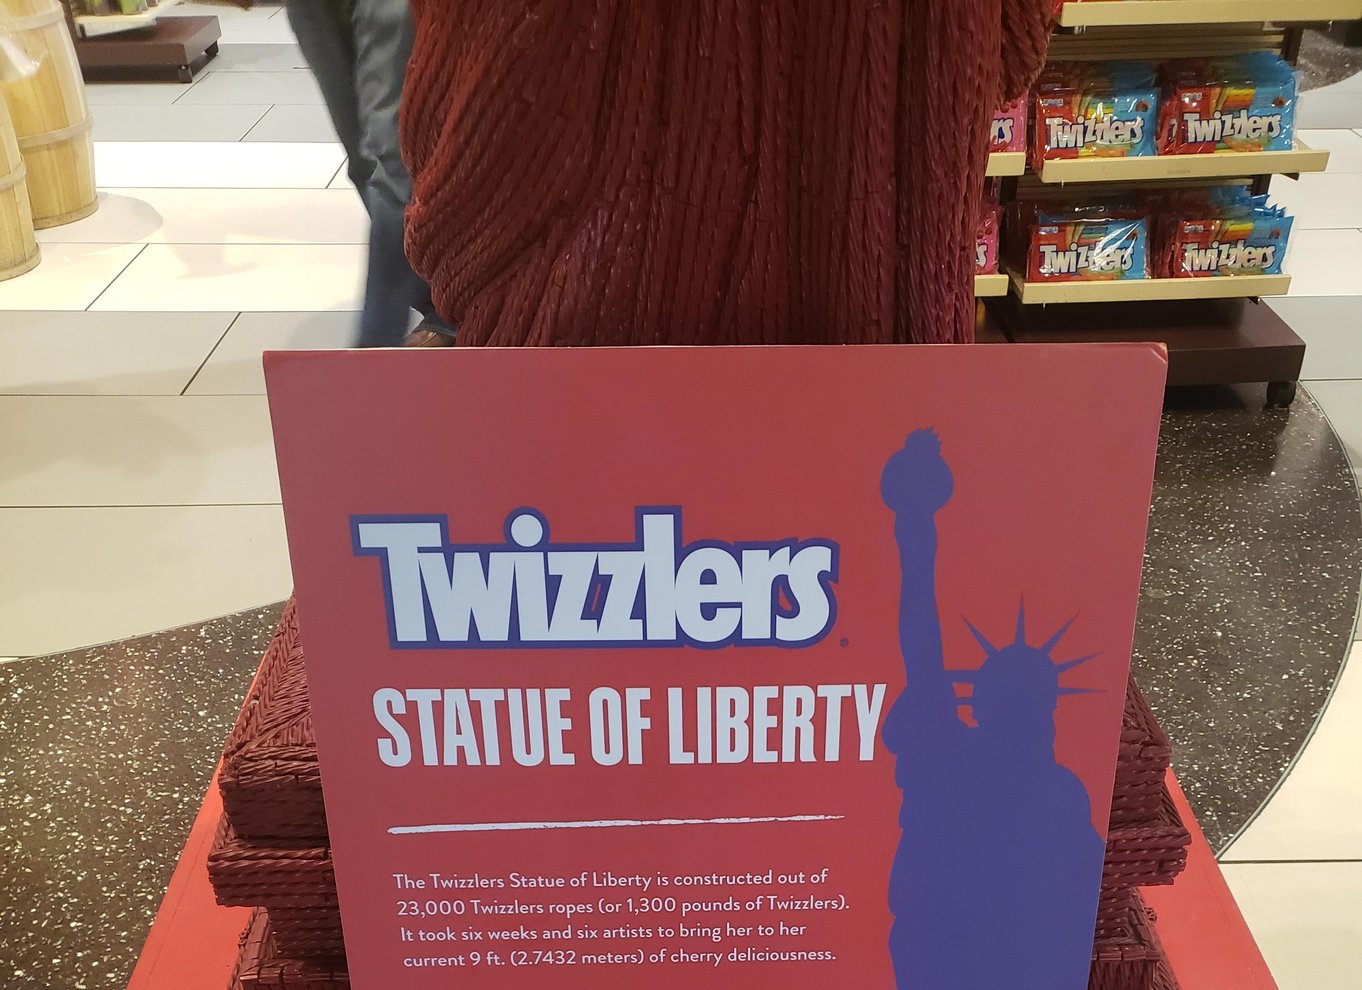 Twizzlers
Twizzlers
Twizzlers
Twizzlers
Twizzlers
STATUE OF LIBERTY
The Twizzlers Statue of Liberty is constructed out of
23,000 Twizzlers ropes (or 1,300 pounds of Twizzlers).
It took six weeks and six artists to bring her to her
current 9 ft. (2.7432 meters) of cherry deliciousness.